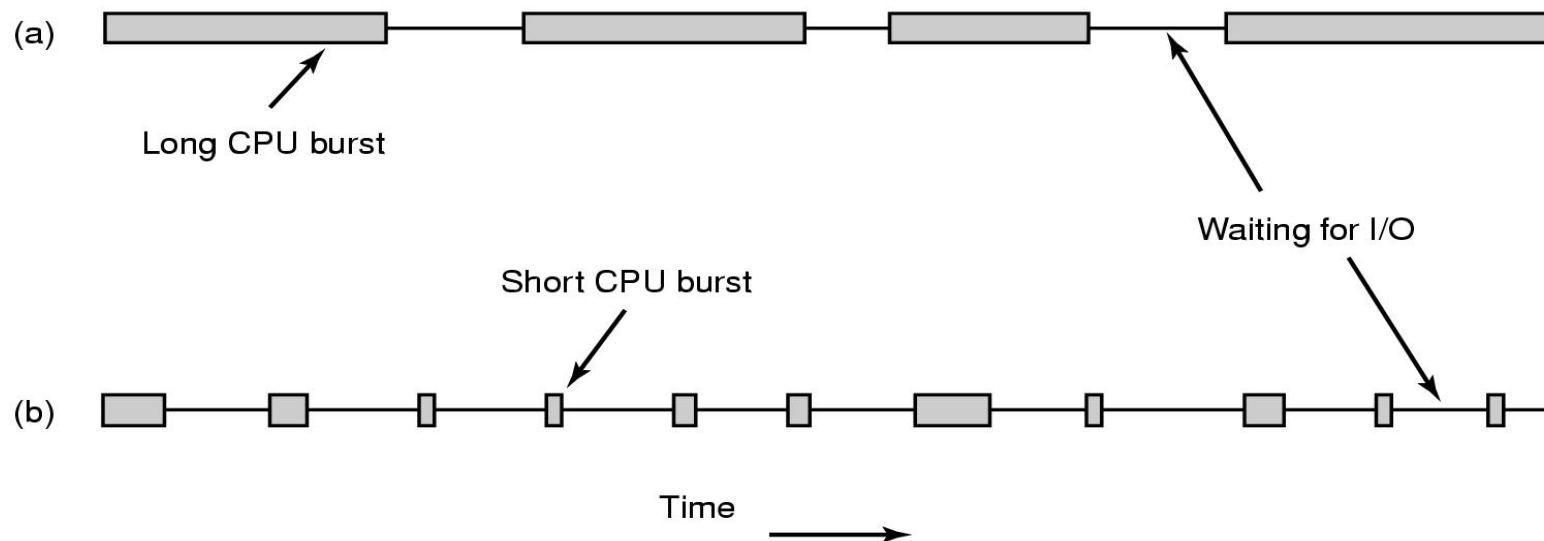 (a)
Long CPU burst
Waiting for I/O
Short CPU burst
(b)
Time